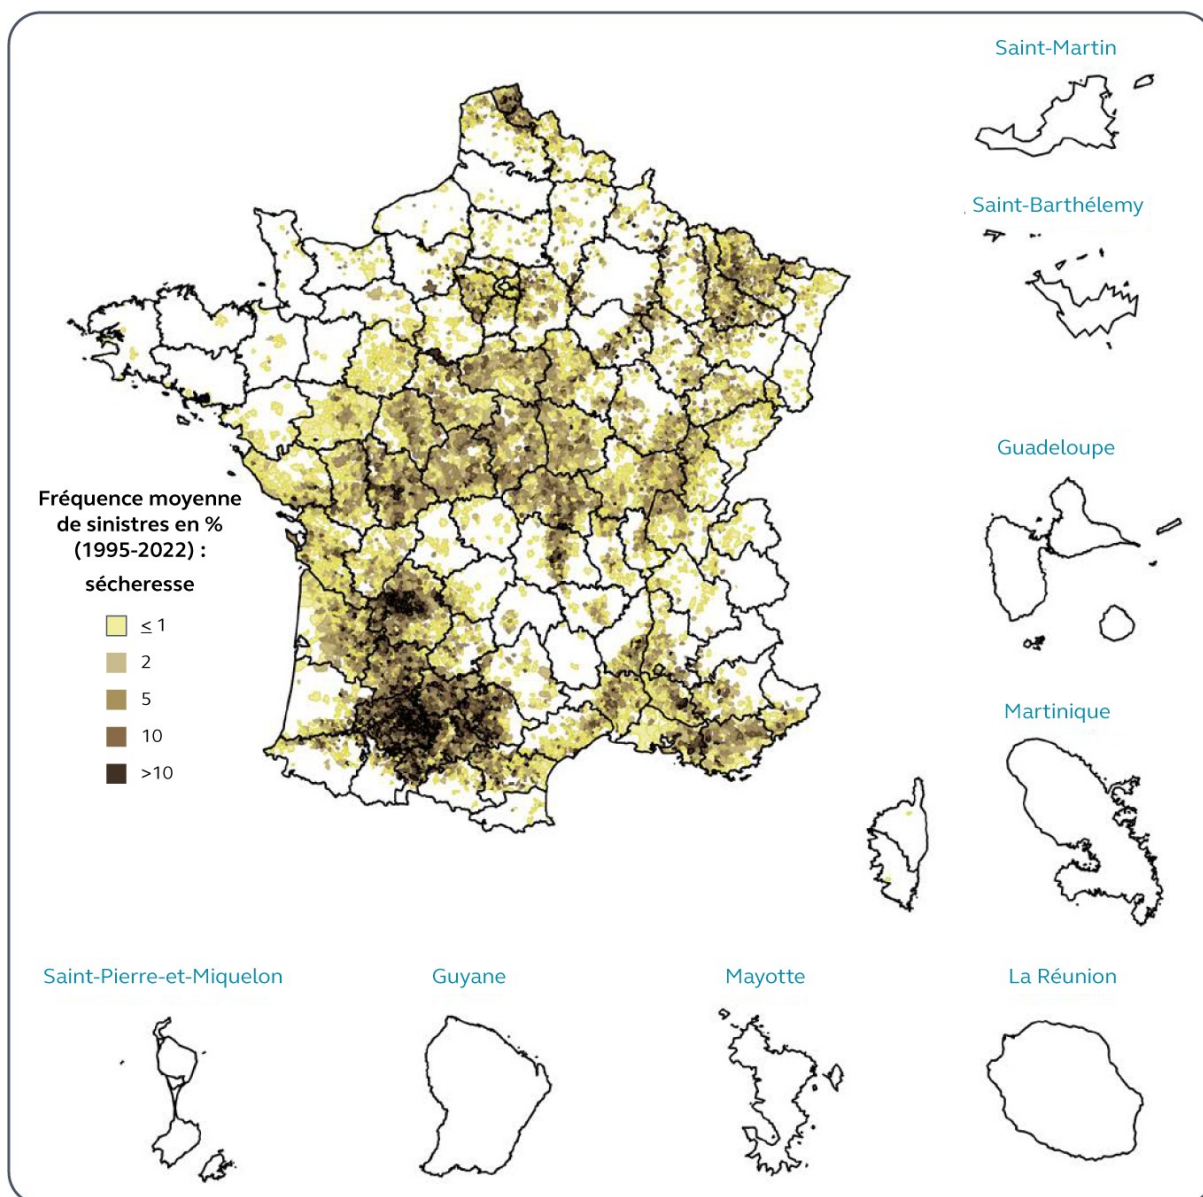 Saint-Martin
Saint-Barthélemy
Guadeloupe
Fréquence moyenne
de sinistres en %
(1995-2022) :
sécheresse
≤ 1
2
5
10
>10
Martinique
Saint-Pierre-et-Miquelon
Guyane
Mayotte
La Réunion